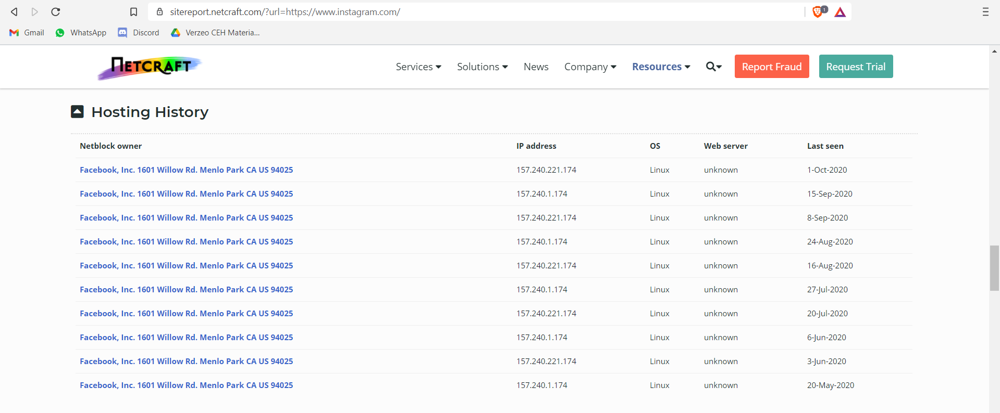 sitereport.netcraft.com/?url=https://www.instagram.com/ 1
Gmail WhatsApp Discord Verzeo CEH Materia...
NETCRAFT Services Solutions News Company Resources Report Fraud Request Trial
Hosting History
Netblock owner IP address OS Web server Last seen
Facebook, Inc. 1601 Willow Rd. Menlo Park CA US 94025 157.240.221.174 Linux unknown 1-Oct-2020
Facebook, Inc. 1601 Willow Rd. Menlo Park CA US 94025 157.240.1.174 Linux unknown 15-Sep-2020
Facebook, Inc. 1601 Willow Rd. Menlo Park CA US 94025 157.240.221.174 Linux unknown 8-Sep-2020
Facebook, Inc. 1601 Willow Rd. Menlo Park CA US 94025 157.240.1.174 Linux unknown 24-Aug-2020
Facebook, Inc. 1601 Willow Rd. Menlo Park CA US 94025 157.240.221.174 Linux unknown 16-Aug-2020
Facebook, Inc. 1601 Willow Rd. Menlo Park CA US 94025 157.240.1.174 Linux unknown 27-Jul-2020
Facebook, Inc. 1601 Willow Rd. Menlo Park CA US 94025 157.240.221.174 Linux unknown 20-Jul-2020
Facebook, Inc. 1601 Willow Rd. Menlo Park CA US 94025 157.240.1.174 Linux unknown 6-Jun-2020
Facebook, Inc. 1601 Willow Rd. Menlo Park CA US 94025 157.240.221.174 Linux unknown 3-Jun-2020
Facebook, Inc. 1601 Willow Rd. Menlo Park CA US 94025 157.240.1.174 Linux unknown 20-May-2020